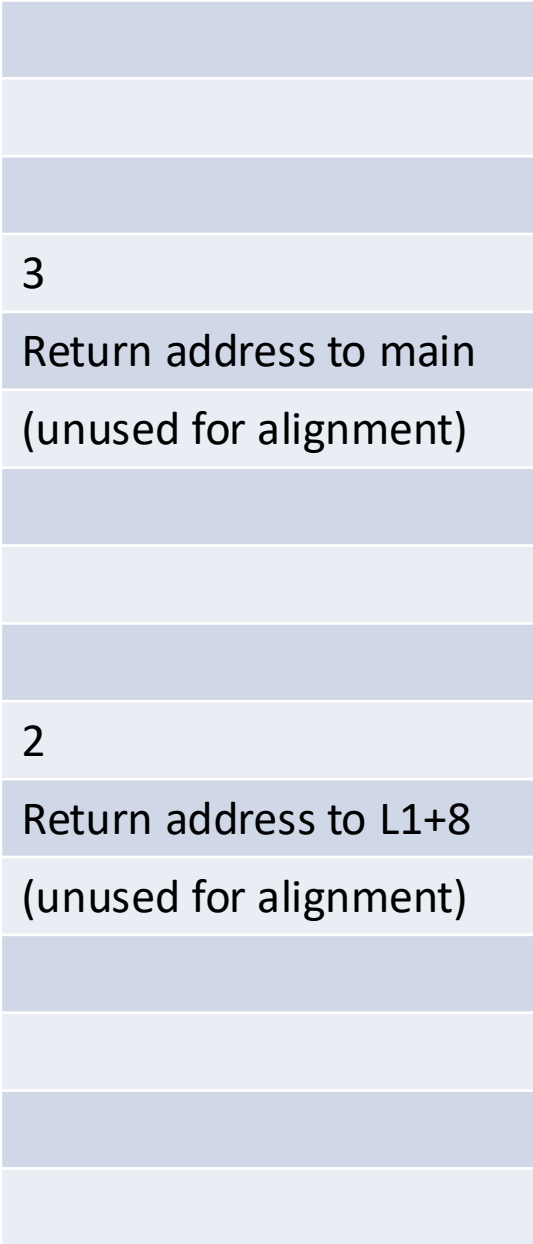 3
Return address to main
(unused for alignment)
2
Return address to L1+8
(unused for alignment)